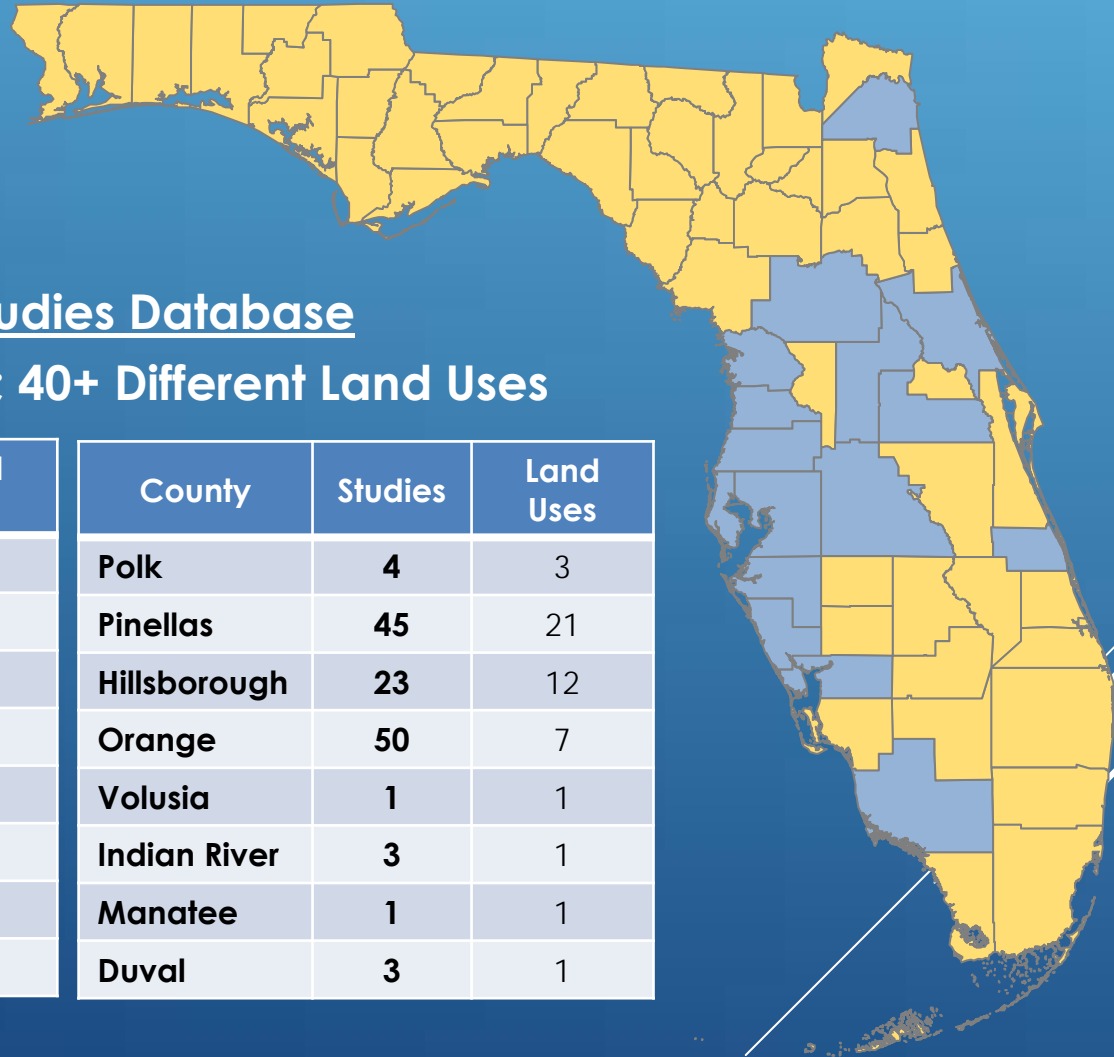 Database
40+ Different Land Uses
County Studies Land Uses
Polk 4 3
Pinellas 45 21
Hillsborough 23 12
Orange 50 7
Volusia 1 1
Indian River 3 1
Manatee 1 1
Duval 3 1